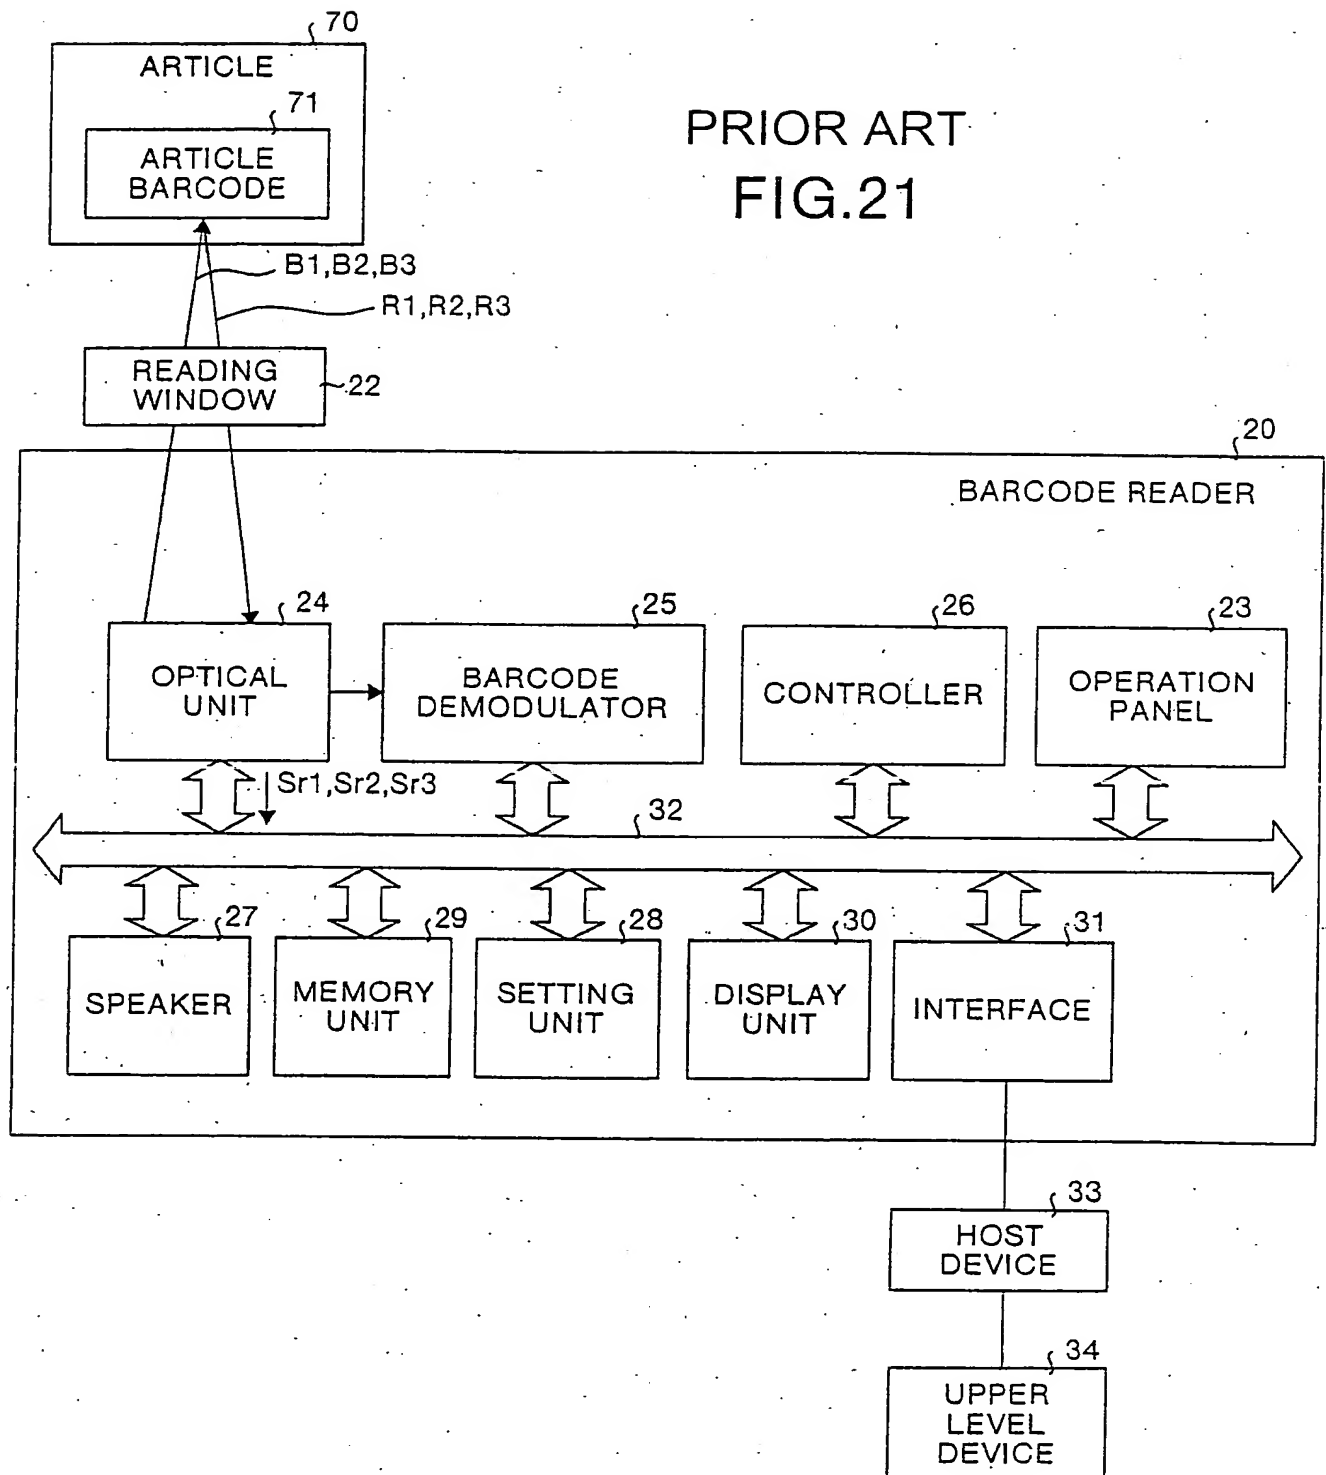 70
ARTICLE
71
ARTICLE
BARCODE
PRIOR ART
FIG.21
B1,B2,B3
R1,R2,R3
READING
WINDOW
22
20
BARCODE READER
24
OPTICAL
UNIT
25
BARCODE
DEMODULATOR
26
CONTROLLER
23
OPERATION
PANEL
Sr1,Sr2,Sr3
32
27
SPEAKER
29
MEMORY
UNIT
28
SETTING
UNIT
30
DISPLAY
UNIT
31
INTERFACE
33
HOST
DEVICE
34
UPPER
LEVEL
DEVICE